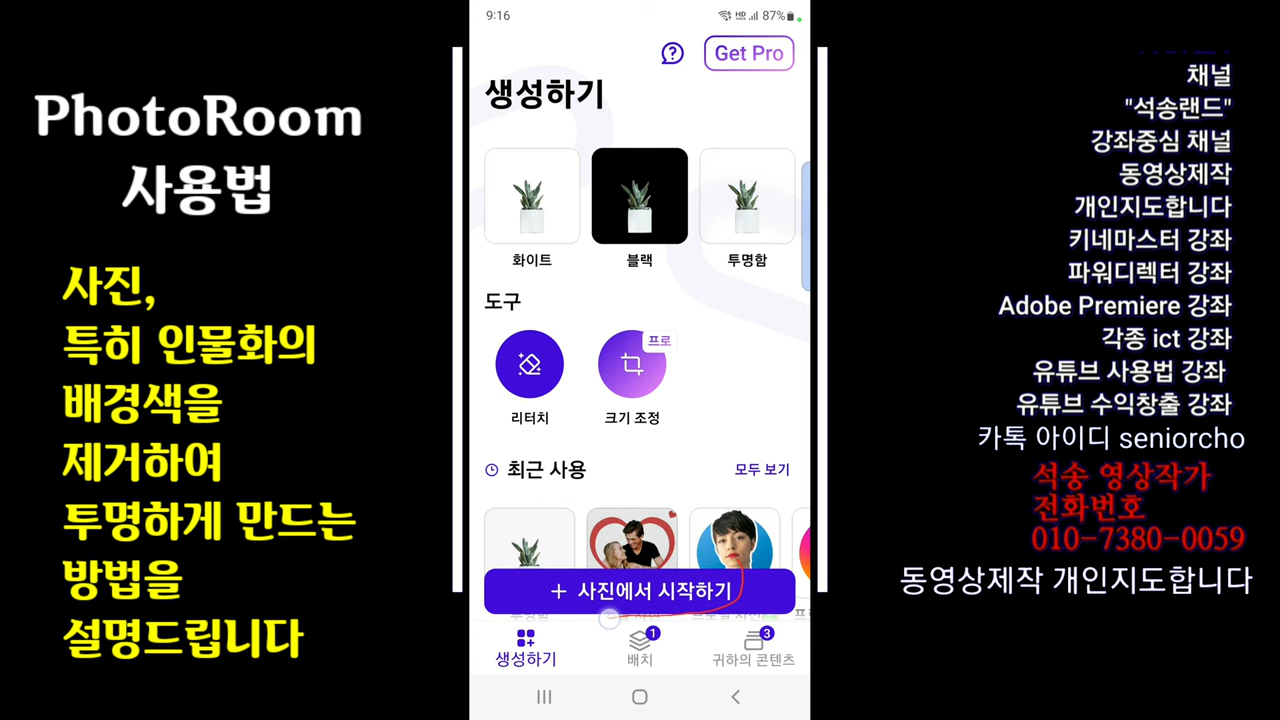 PhotoRoom
사용법
사진,
특히 인물화의
배경색을
제거하여
투명하게 만드는
방법을
설명드립니다
9:16
87%
Get Pro
생성하기
화이트
블랙
투명함
도구
프로
리터치
크기 조정
최근 사용
모두 보기
+ 사진에서 시작하기
생성하기
1
배치
3
귀하의 콘텐츠
채널
"석송랜드"
강좌중심 채널
동영상제작
개인지도합니다
키네마스터 강좌
파워디렉터 강좌
Adobe Premiere 강좌
각종 ict 강좌
유튜브 사용법 강좌
유튜브 수익창출 강좌
카톡 아이디 seniorcho
석송 영상작가
전화번호
010-7380-0059
동영상제작 개인지도합니다